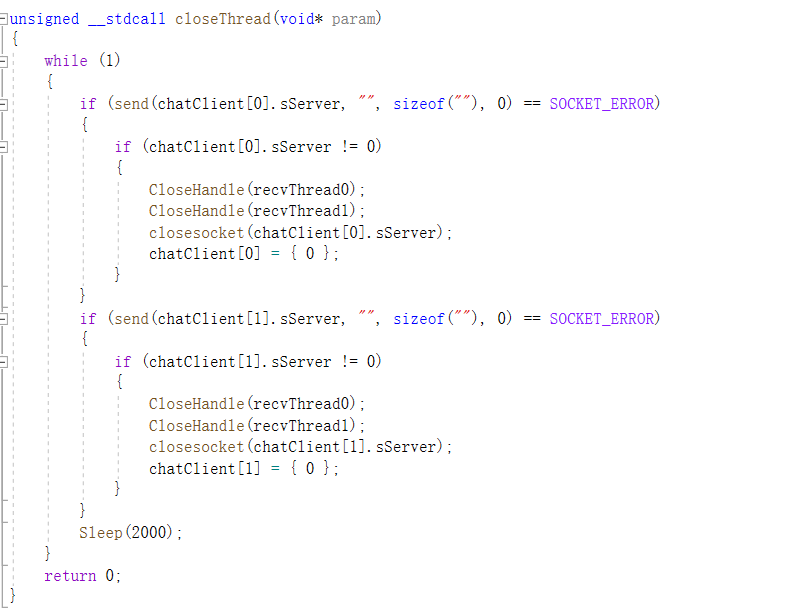 unsigned __stdcall closeThread(void* param)
{
    while (1)
    {
        if (send(chatClient[0].sServer, "", sizeof(""), 0) == SOCKET_ERROR)
        {
            if (chatClient[0].sServer != 0)
            {
                CloseHandle(recvThread0);
                CloseHandle(recvThread1);
                closesocket(chatClient[0].sServer);
                chatClient[0] = { 0 };
            }
        }
        if (send(chatClient[1].sServer, "", sizeof(""), 0) == SOCKET_ERROR)
        {
            if (chatClient[1].sServer != 0)
            {
                CloseHandle(recvThread0);
                CloseHandle(recvThread1);
                closesocket(chatClient[1].sServer);
                chatClient[1] = { 0 };
            }
        }
        Sleep(2000);
    }
    return 0;
}